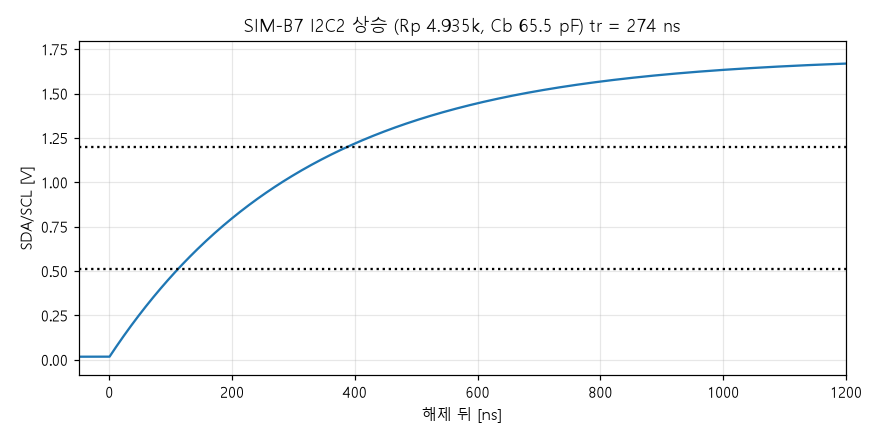 SIM-B7 I2C2 상승 (Rp 4.935k, Cb 65.5 pF) tr = 274 ns
SDA/SCL [V]
1.75
1.50
1.25
1.00
0.75
0.50
0.25
0.00
0 200 400 600 800 1000 1200
해제 뒤 [ns]